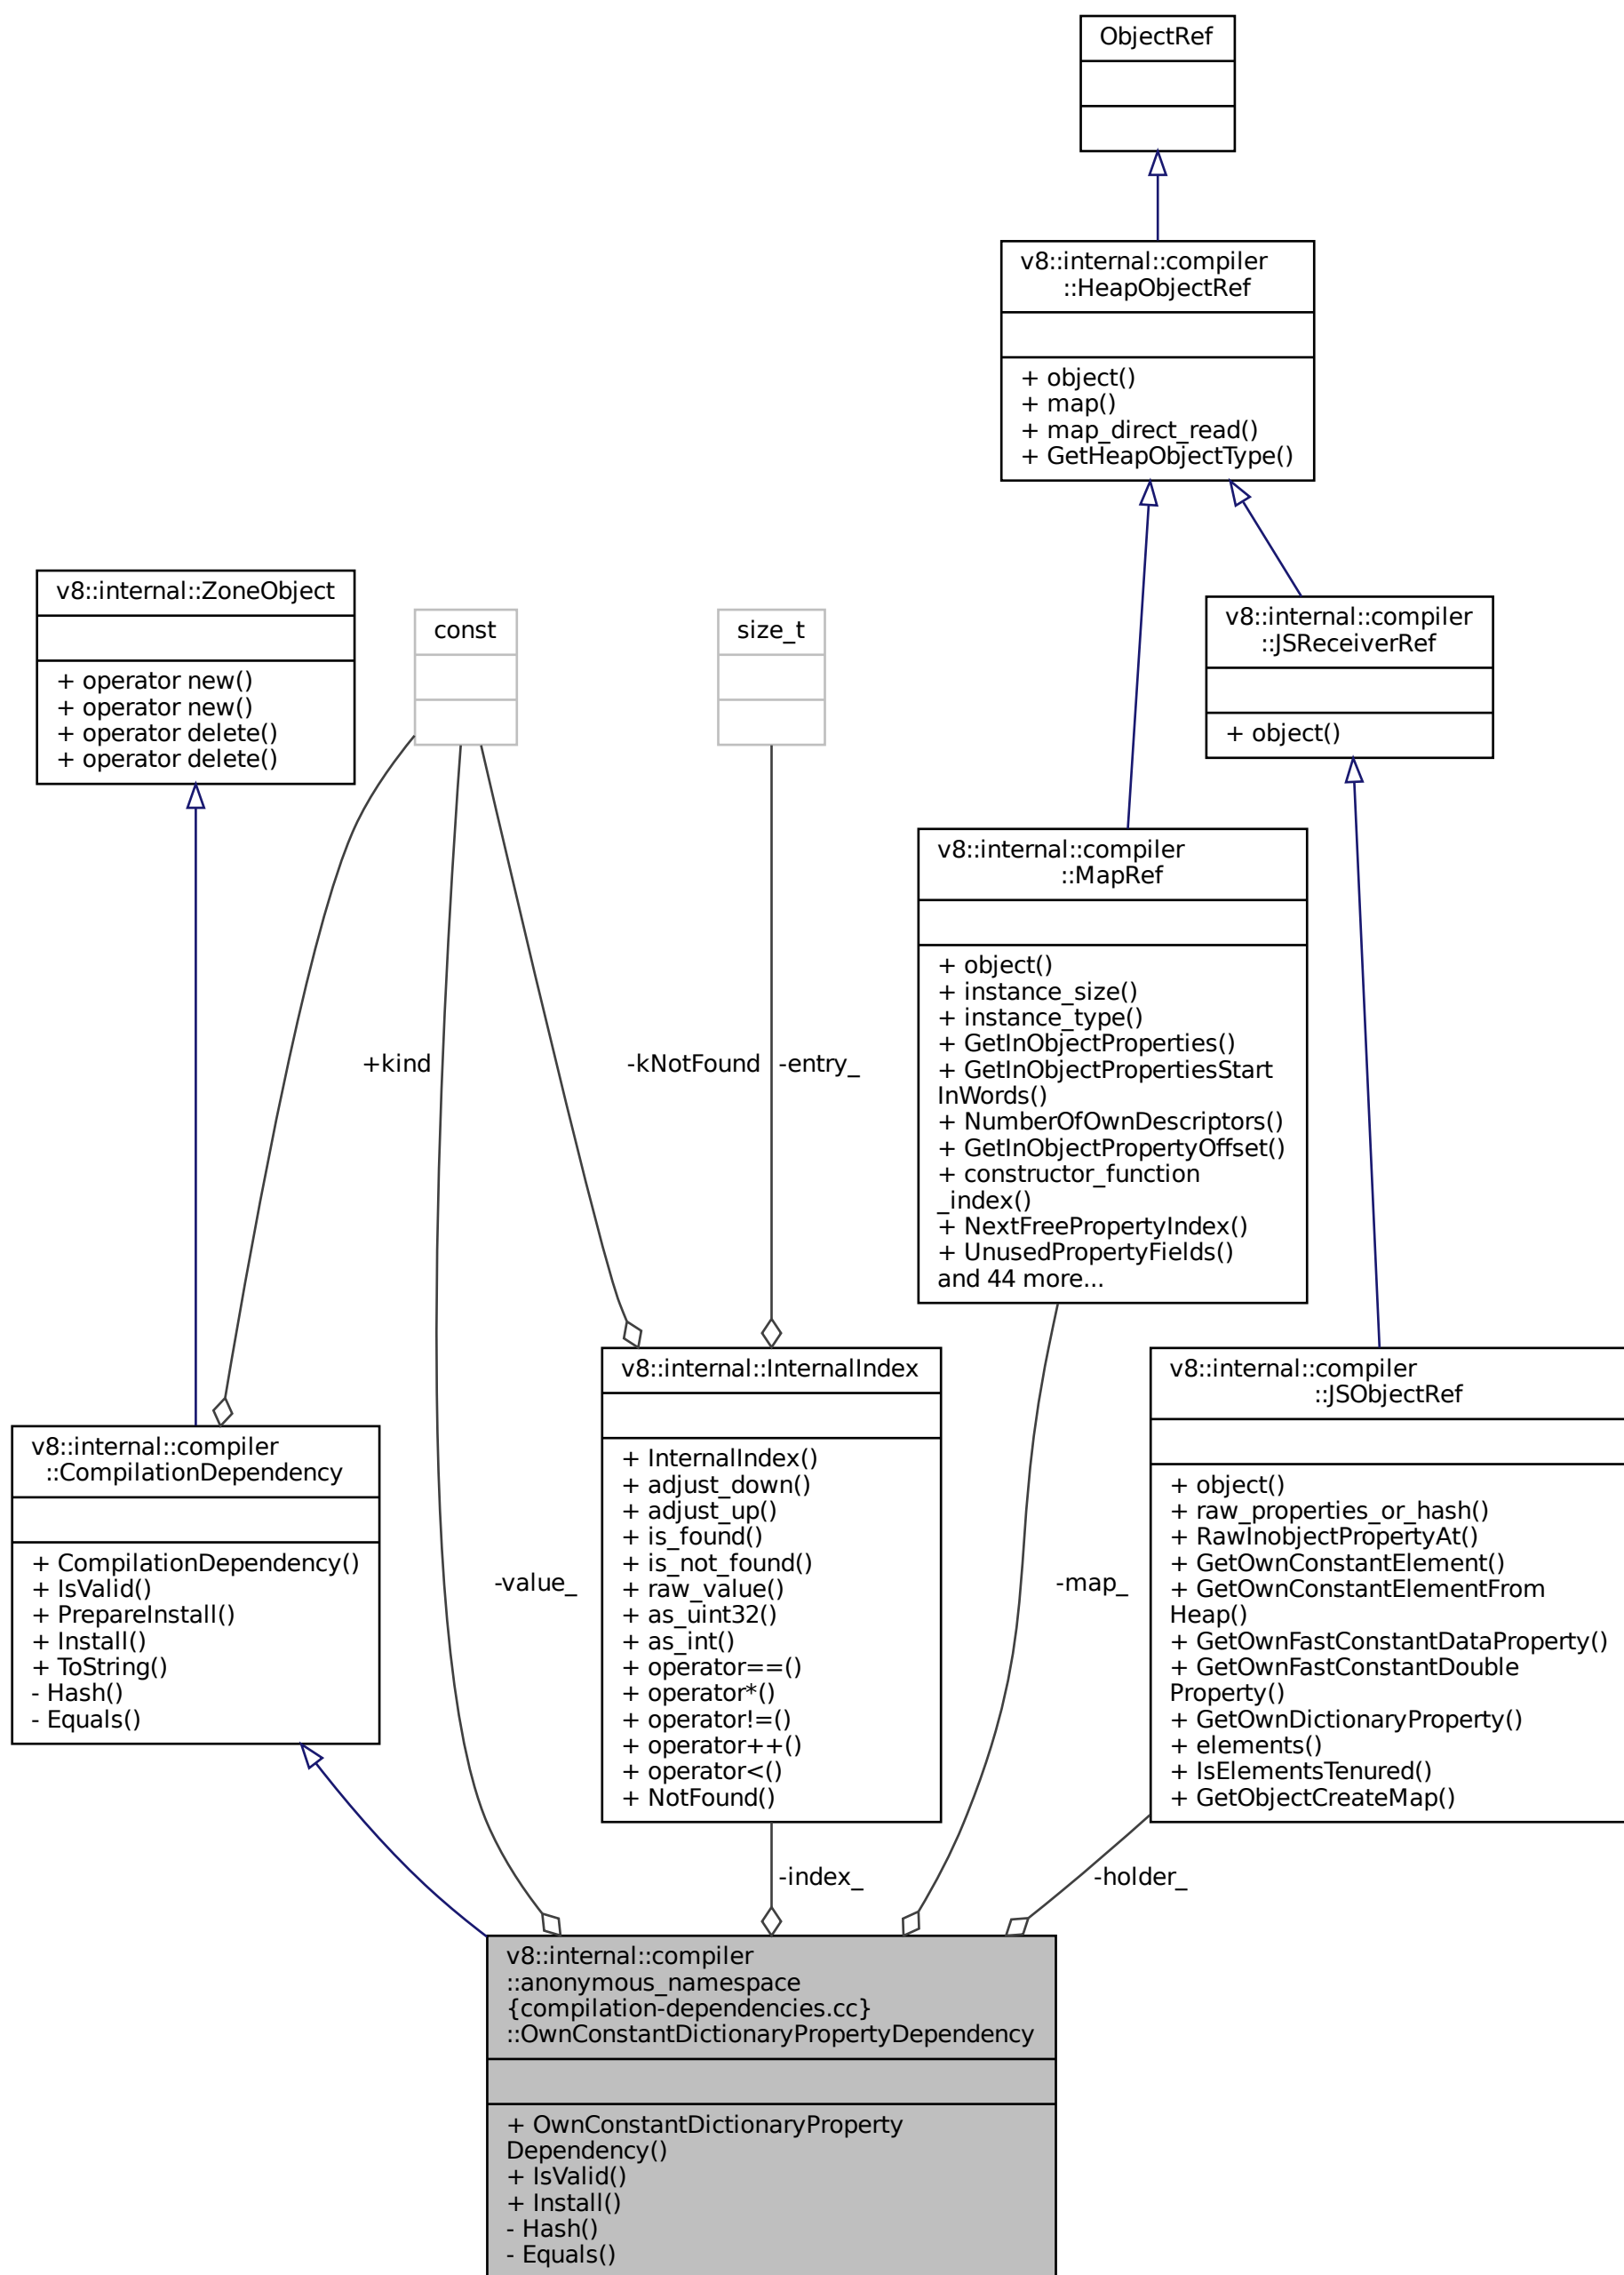 ObjectRef
v8::internal::compiler
::HeapObjectRef
+ object()
+ map()
+ map_direct_read()
+ GetHeapObjectType()
v8::internal::ZoneObject
+ operator new()
+ operator new()
+ operator delete()
+ operator delete()
const
size_t
v8::internal::compiler
::JSReceiverRef
+ object()
v8::internal::compiler
::MapRef
+ object()
+ instance_size()
+ instance_type()
+ GetInObjectProperties()
+ GetInObjectPropertiesStart
InWords()
+ NumberOfOwnDescriptors()
+ GetInObjectPropertyOffset()
+ constructor_function
_index()
+ NextFreePropertyIndex()
+ UnusedPropertyFields()
and 44 more...
+kind
-kNotFound
-entry_
v8::internal::compiler
::CompilationDependency
+ CompilationDependency()
+ IsValid()
+ PrepareInstall()
+ Install()
+ ToString()
- Hash()
- Equals()
-value_
v8::internal::InternalIndex
+ InternalIndex()
+ adjust_down()
+ adjust_up()
+ is_found()
+ is_not_found()
+ raw_value()
+ as_uint32()
+ as_int()
+ operator==()
+ operator*()
+ operator!=()
+ operator++()
+ operator<()
+ NotFound()
-map_
v8::internal::compiler
::JSObjectRef
+ object()
+ raw_properties_or_hash()
+ RawInobjectPropertyAt()
+ GetOwnConstantElement()
+ GetOwnConstantElementFrom
Heap()
+ GetOwnFastConstantDataProperty()
+ GetOwnFastConstantDouble
Property()
+ GetOwnDictionaryProperty()
+ elements()
+ IsElementsTenured()
+ GetObjectCreateMap()
-index_
-holder_
v8::internal::compiler
::anonymous_namespace
{compilation-dependencies.cc}
::OwnConstantDictionaryPropertyDependency
+ OwnConstantDictionaryProperty
Dependency()
+ IsValid()
+ Install()
- Hash()
- Equals()